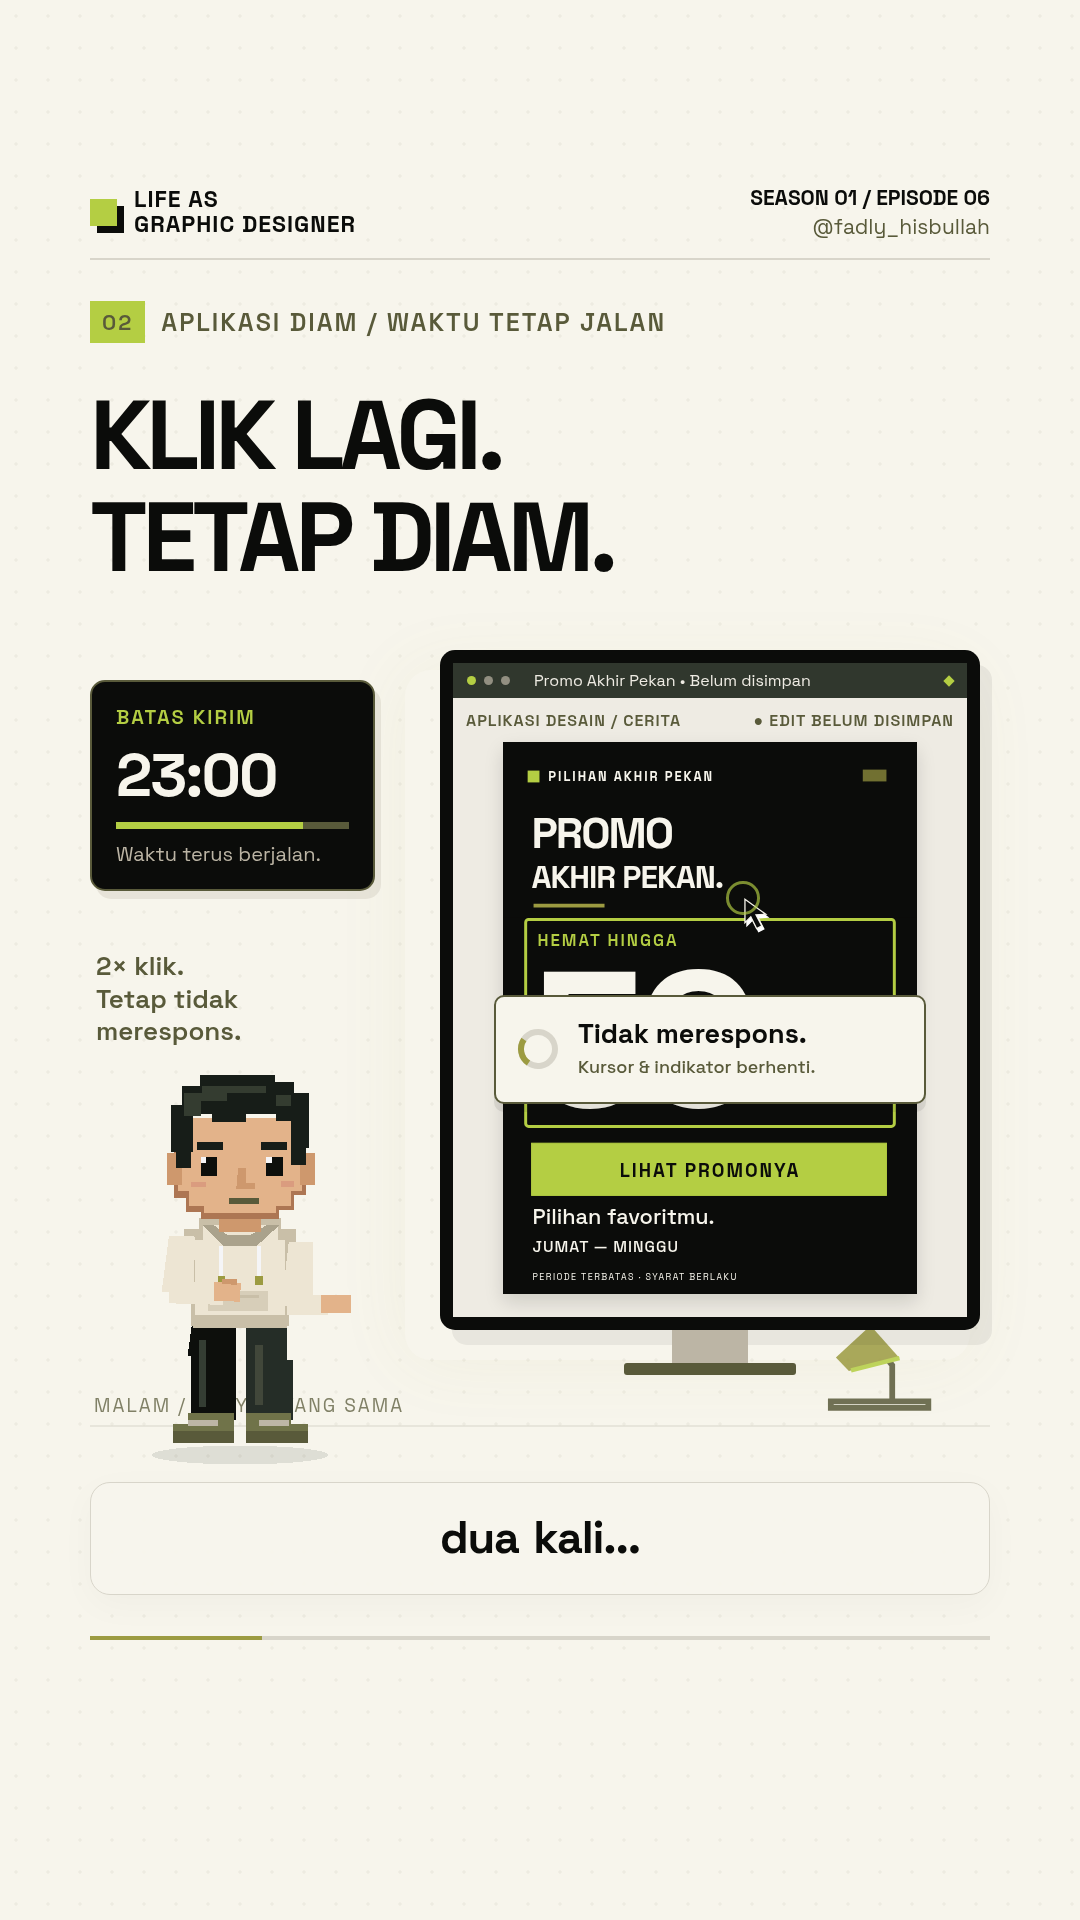 LIFE AS
GRAPHIC DESIGNER
SEASON 01 / EPISODE 06
@fadly_hisbullah
02
APLIKASI DIAM / WAKTU TETAP JALAN
KLIK LAGI.
TETAP DIAM.
BATAS KIRIM
23:00
Waktu terus berjalan.
2× klik.
Tetap tidak
merespons.
Promo Akhir Pekan • Belum disimpan
APLIKASI DESAIN / CERITA
● EDIT BELUM DISIMPAN
PILIHAN AKHIR PEKAN
PROMO
AKHIR PEKAN.
HEMAT HINGGA
Tidak merespons.
Kursor & indikator berhenti.
LIHAT PROMONYA
Pilihan favoritmu.
JUMAT — MINGGU
PERIODE TERBATAS · SYARAT BERLAKU
MALAM /
SAMA
dua kali...